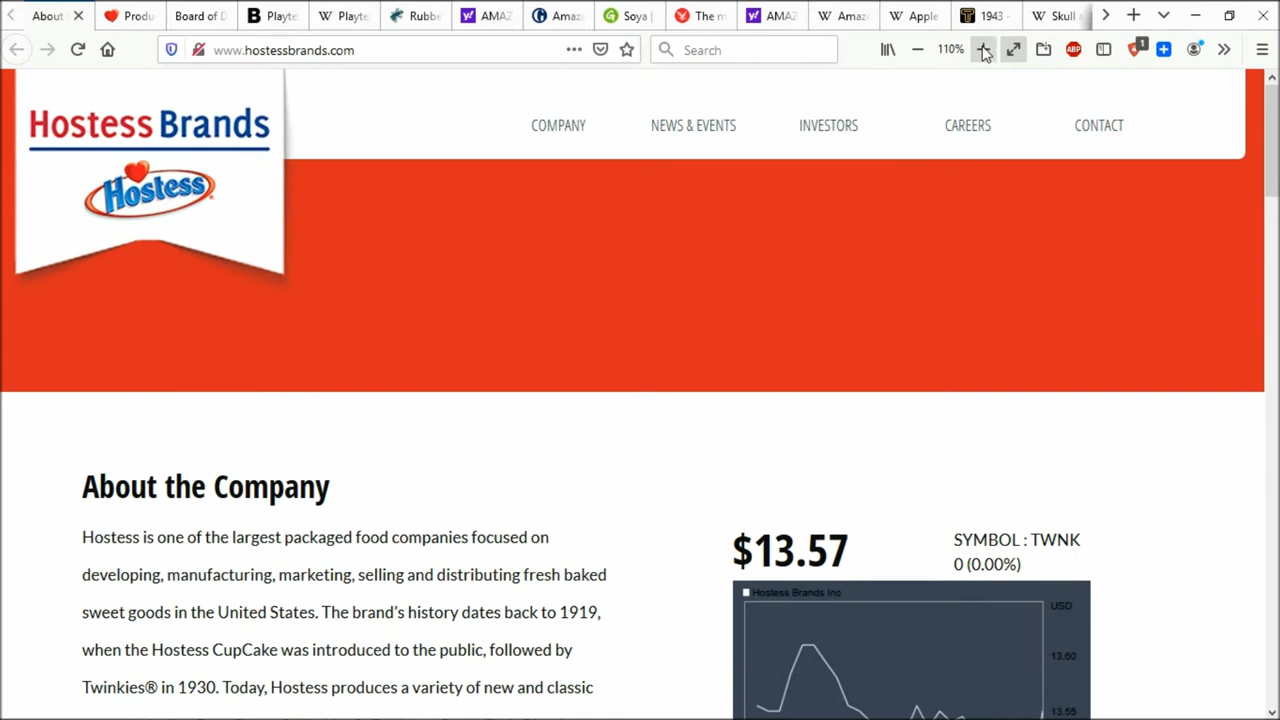 About
Produ
Board of D
Playte
Playte
Rubbe
AMAZ
Amaz
Soya |
The m
AMAZ
Amaz
Apple
1943 -
Skull
www.hostessbrands.com
Search
110%
ABP
1
Hostess Brands
Hostess
COMPANY
NEWS & EVENTS
INVESTORS
CAREERS
CONTACT
About the Company
Hostess is one of the largest packaged food companies focused on
developing, manufacturing, marketing, selling and distributing fresh baked
sweet goods in the United States. The brand's history dates back to 1919,
when the Hostess CupCake was introduced to the public, followed by
Twinkies® in 1930. Today, Hostess produces a variety of new and classic
$13.57
SYMBOL : TWNK
0 (0.00%)
Hostess Brands Inc
USD
13.60
13.55